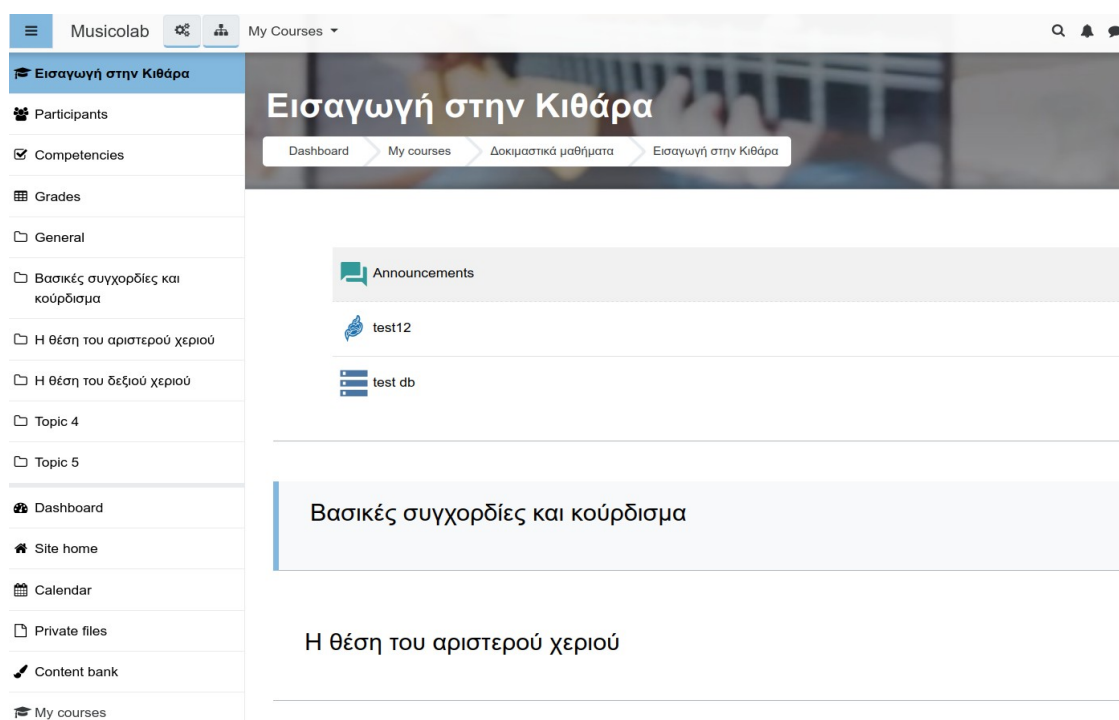 Musicolab
My Courses
Εισαγωγή στην Κιθάρα
Participants
Competencies
Grades
General
Βασικές συγχορδίες και
κούρδισμα
Η θέση του αριστερού χεριού
Η θέση του δεξιού χεριού
Topic 4
Topic 5
Dashboard
Site home
Calendar
Private files
Content bank
My courses
Εισαγωγή στην Κιθάρα
Dashboard My courses Δοκιμαστικά μαθήματα Εισαγωγή στην Κιθάρα
Announcements
test12
test db
Βασικές συγχορδίες και κούρδισμα
Η θέση του αριστερού χεριού